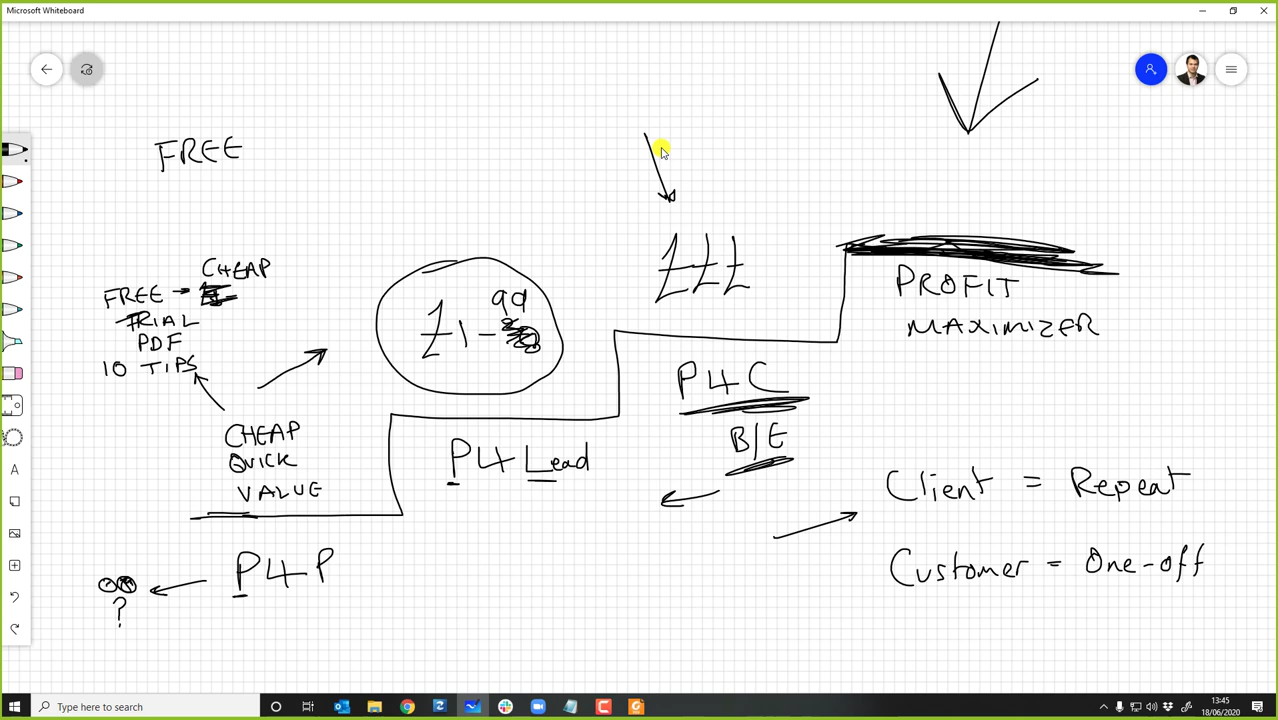 Microsoft Whiteboard
FREE
£££
CHEAP
FREE →
TRIAL
PDF
10 TIPS
£1 - 99
PROFIT
MAXIMIZER
P4C
B/E
CHEAP
QUICK
VALUE
P4 Lead
Client = Repeat
Customer = One-off
P4P
?
A
Type here to search
13:45
18/06/2020